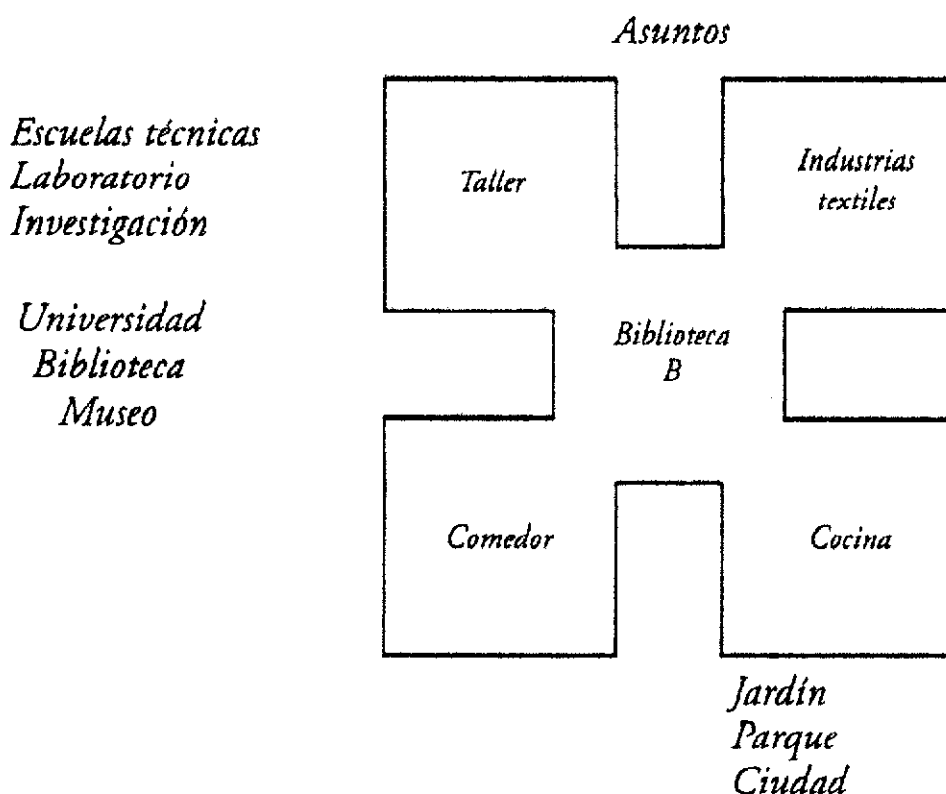 Asuntos
Escuelas técnicas
Laboratorio
Investigación
Taller
Industrias
textiles
Universidad
Biblioteca
Museo
Biblioteca
B
Comedor
Cocina
Jardín
Parque
Ciudad